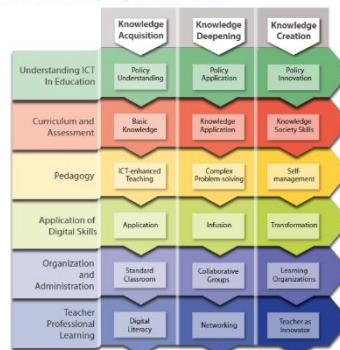 Knowledge Acquisition
Knowledge Deepening
Knowledge Creation
Understanding ICT
In Education
Policy
Understanding
Policy
Application
Policy
Innovation
Curriculum and
Assessment
Basic
Knowledge
Knowledge
Application
Knowledge
Society Skills
Pedagogy
ICT-enhanced
Teaching
Complex
Problem-solving
Self-
management
Application of
Digital Skills
Application
Infusion
Transformation
Organization
and
Administration
Standard
Classroom
Collaborative
Groups
Learning
Organizations
Teacher
Professional
Learning
Digital
Literacy
Networking
Teacher as
Innovator